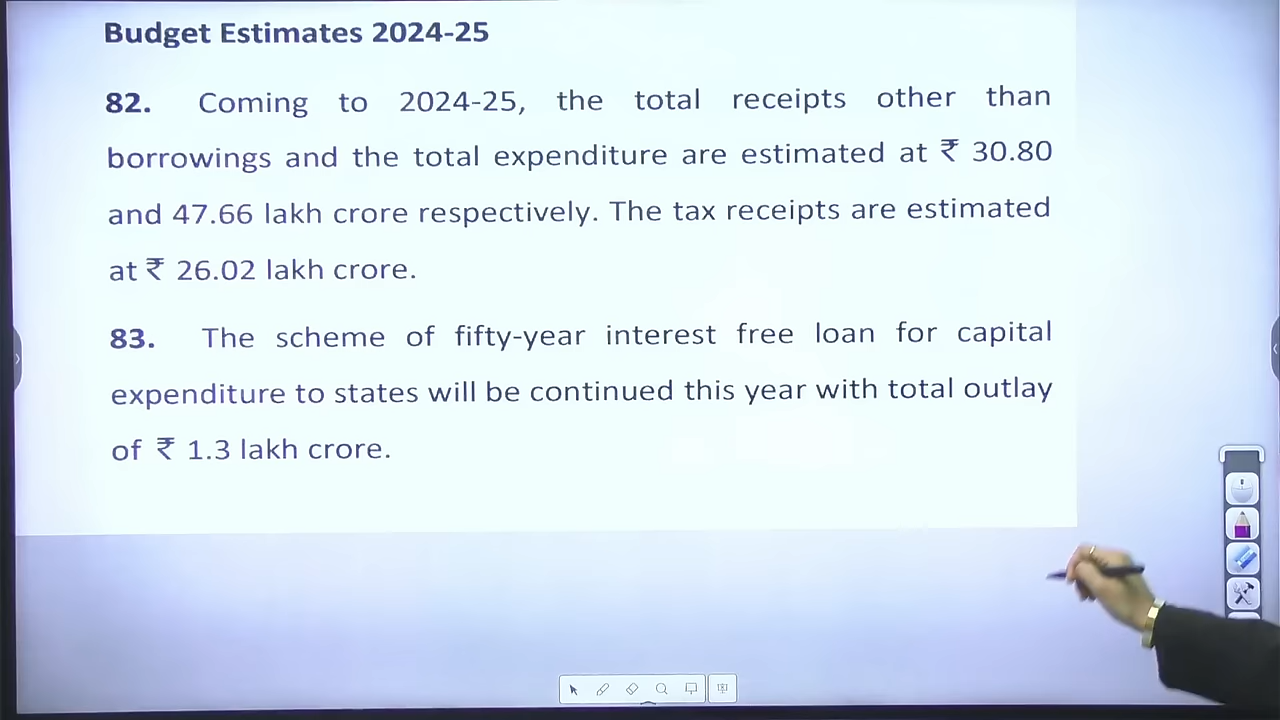 Budget Estimates 2024-25
82. Coming to 2024-25, the total receipts other than
borrowings and the total expenditure are estimated at ₹ 30.80
and 47.66 lakh crore respectively. The tax receipts are estimated
at ₹ 26.02 lakh crore.
83. The scheme of fifty-year interest free loan for capital
expenditure to states will be continued this year with total outlay
of ₹ 1.3 lakh crore.